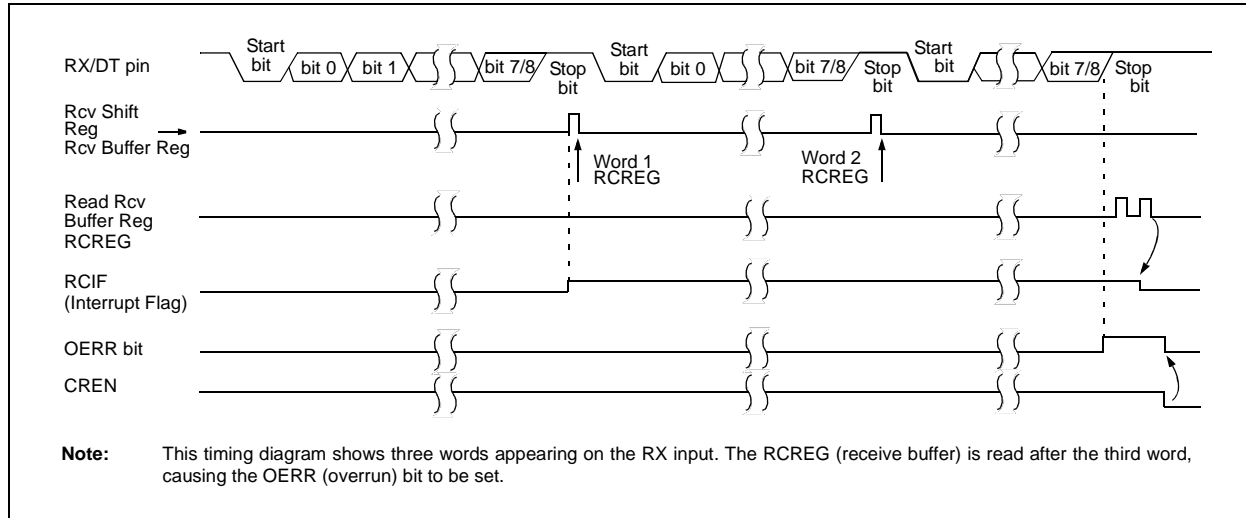 RX/DT pin
Start
bit
bit 0
bit 1
bit 7/8
Stop
bit
Start
bit
bit 0
bit 7/8
Stop
bit
Start
bit
bit 7/8
Stop
bit
Rcv Shift
Reg
Rcv Buffer Reg
Word 1
RCREG
Word 2
RCREG
Read Rcv
Buffer Reg
RCREG
RCIF
(Interrupt Flag)
OERR bit
CREN
Note: This timing diagram shows three words appearing on the RX input. The RCREG (receive buffer) is read after the third word,
causing the OERR (overrun) bit to be set.